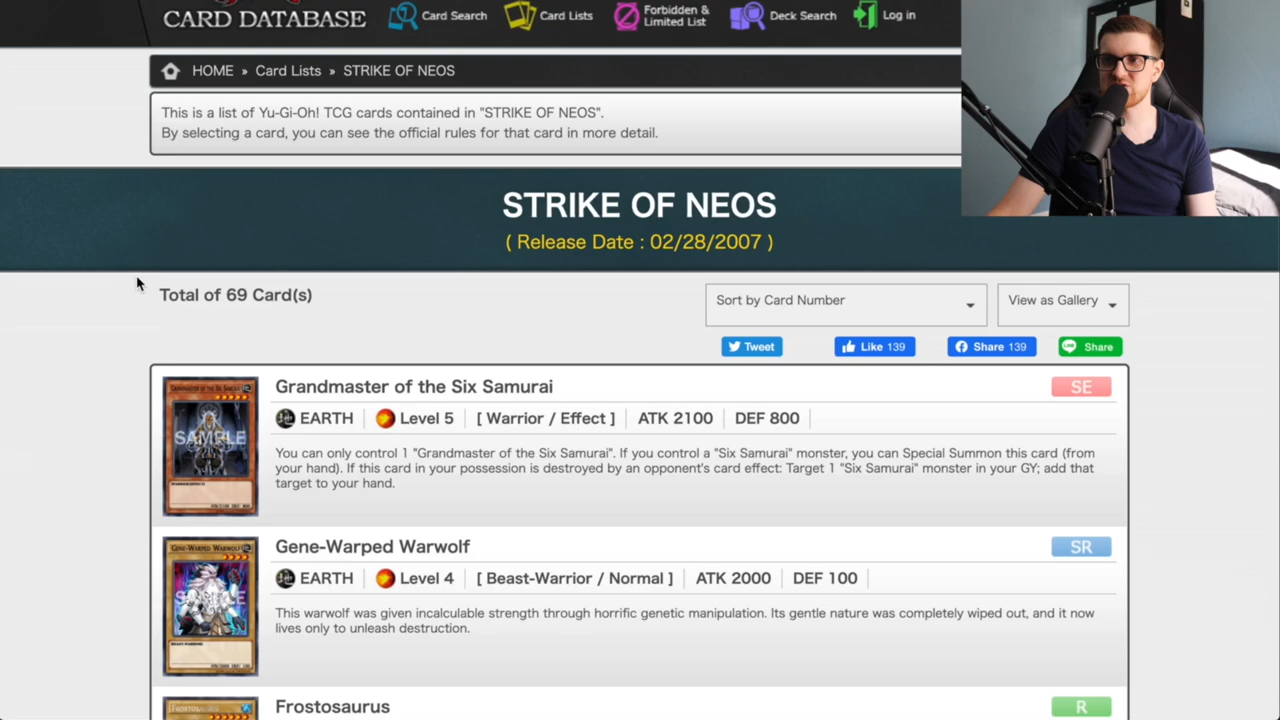 CARD DATABASE
Card Search
Card Lists
Forbidden &
Limited List
Deck Search
Log in
HOME » Card Lists » STRIKE OF NEOS
This is a list of Yu-Gi-Oh! TCG cards contained in "STRIKE OF NEOS".
By selecting a card, you can see the official rules for that card in more detail.
STRIKE OF NEOS
( Release Date : 02/28/2007 )
Total of 69 Card(s)
Sort by Card Number
View as Gallery
Tweet
Like 139
Share 139
LINE Share
GRANDMASTER OF THE SIX SAMURAI
SAMPLE
Grandmaster of the Six Samurai
SE
EARTH Level 5 [ Warrior / Effect ] ATK 2100 DEF 800
You can only control 1 "Grandmaster of the Six Samurai". If you control a "Six Samurai" monster, you can Special Summon this card (from
your hand). If this card in your possession is destroyed by an opponent's card effect: Target 1 "Six Samurai" monster in your GY; add that
target to your hand.
GENE-WARPED WARWOLF
Gene-Warped Warwolf
SR
EARTH Level 4 [ Beast-Warrior / Normal ] ATK 2000 DEF 100
This warwolf was given incalculable strength through horrific genetic manipulation. Its gentle nature was completely wiped out, and it now
lives only to unleash destruction.
Frostosaurus
R